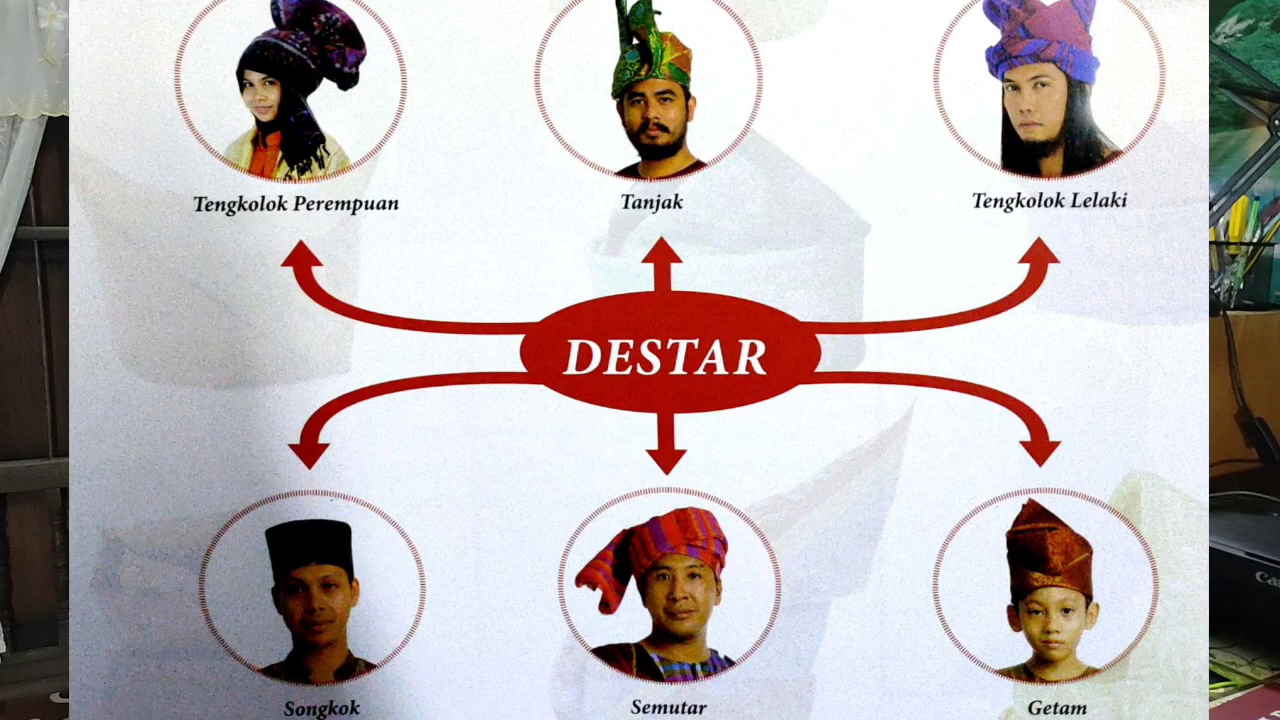 Tengkolok Perempuan
Tanjak
Tengkolok Lelaki
DESTAR
Songkok
Semutar
Getam